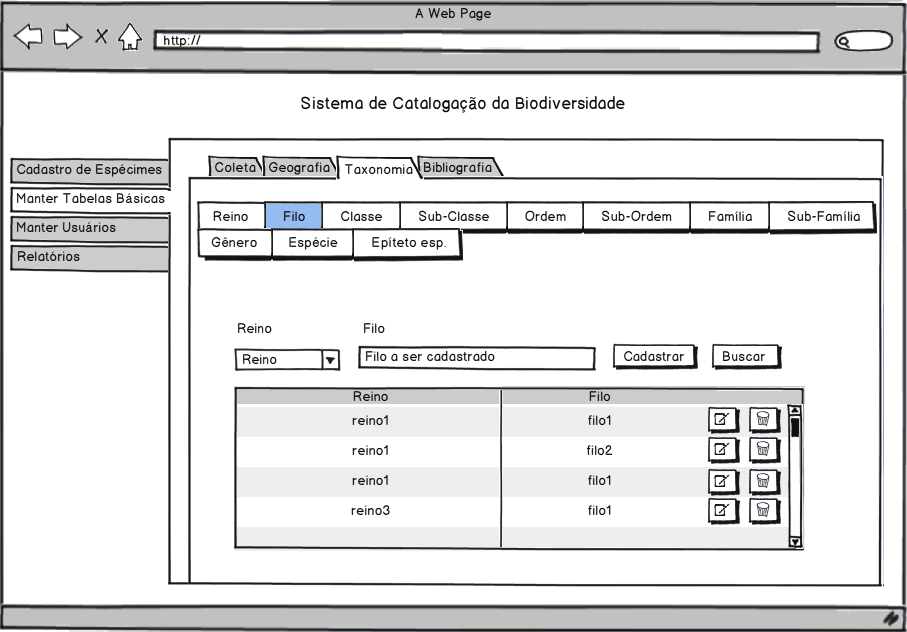 A Web Page
http://
Sistema de Catalogação da Biodiversidade
Cadastro de Espécimes
Manter Tabelas Básicas
Manter Usuários
Relatórios
Coleta Geografia Taxonomia Bibliografia
Reino Filo Classe Sub-Classe Ordem Sub-Ordem Família Sub-Família
Gênero Espécie Epíteto esp.
Reino Filo
Reino Filo a ser cadastrado Cadastrar Buscar
Reino Filo
reino1 filo1
reino1 filo2
reino1 filo1
reino3 filo1